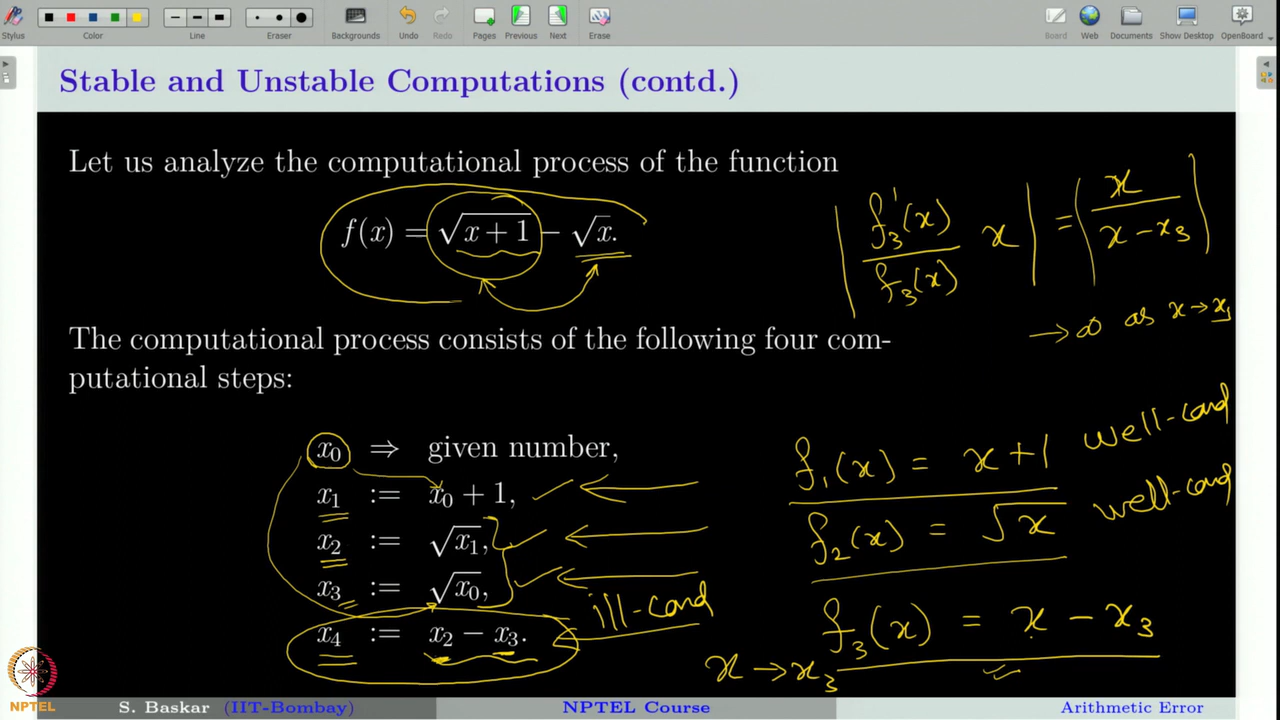 Stylus
Color
Line
Eraser
Backgrounds
Undo
Redo
Pages
Previous
Next
Erase
Board
Web
Documents
Show Desktop
OpenBoard
Stable and Unstable Computations (contd.)
Let us analyze the computational process of the function
f(x) = √(x + 1) − √x.
|f₃′(x)/f₃(x) x| = |x/(x − x₃)|
→ ∞ as x → x₃
The computational process consists of the following four com-
putational steps:
x₀ ⇒ given number,
x₁ := x₀ + 1,
x₂ := √x₁,
x₃ := √x₀,
x₄ := x₂ − x₃.
ill-cond
f₁(x) = x + 1 well-cond
f₂(x) = √x well-cond
f₃(x) = x − x₃
x → x₃
NPTEL
S. Baskar (IIT-Bombay)
NPTEL Course
Arithmetic Error